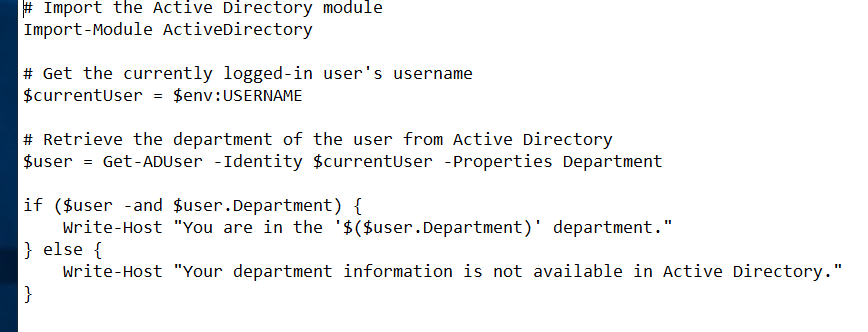 # Import the Active Directory module
Import-Module ActiveDirectory

# Get the currently logged-in user's username
$currentUser = $env:USERNAME

# Retrieve the department of the user from Active Directory
$user = Get-ADUser -Identity $currentUser -Properties Department

if ($user -and $user.Department) {
    Write-Host "You are in the '$($user.Department)' department."
} else {
    Write-Host "Your department information is not available in Active Directory."
}